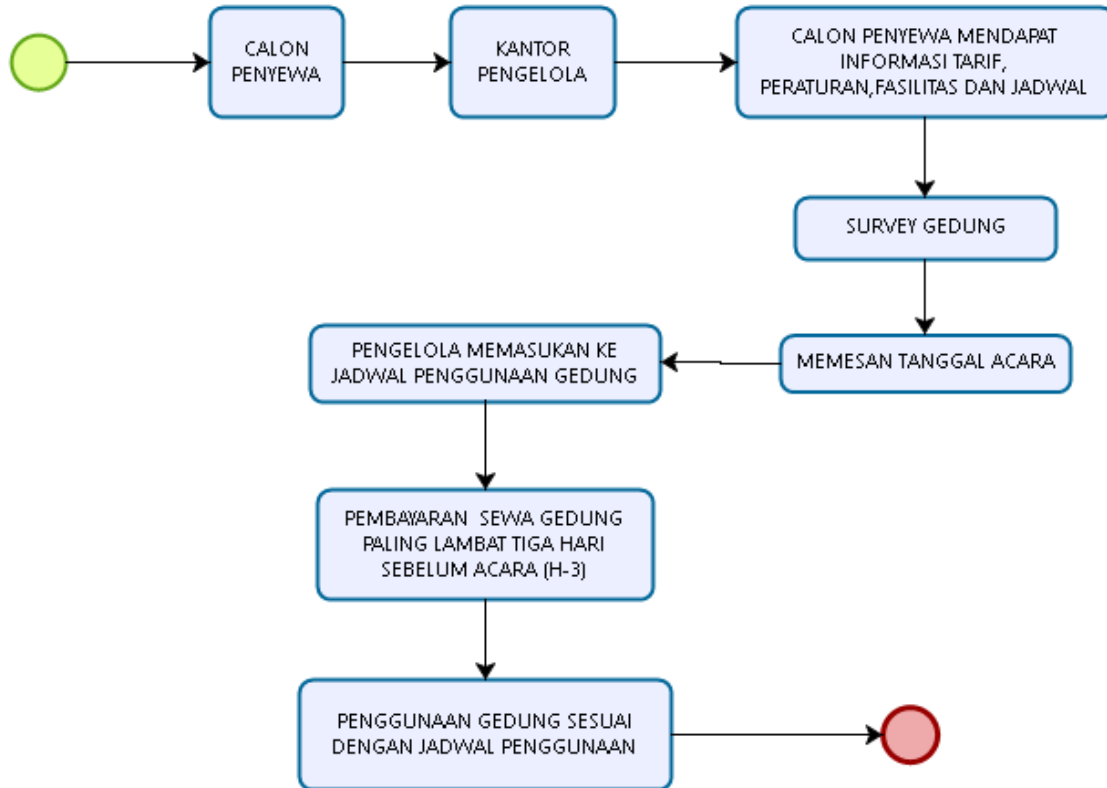 CALON
PENYEWA
KANTOR
PENGELOLA
CALON PENYEWA MENDAPAT
INFORMASI TARIF,
PERATURAN,FASILITAS DAN JADWAL
SURVEY GEDUNG
MEMESAN TANGGAL ACARA
PENGELOLA MEMASUKAN KE
JADWAL PENGGUNAAN GEDUNG
PEMBAYARAN SEWA GEDUNG
PALING LAMBAT TIGA HARI
SEBELUM ACARA (H-3)
PENGGUNAAN GEDUNG SESUAI
DENGAN JADWAL PENGGUNAAN